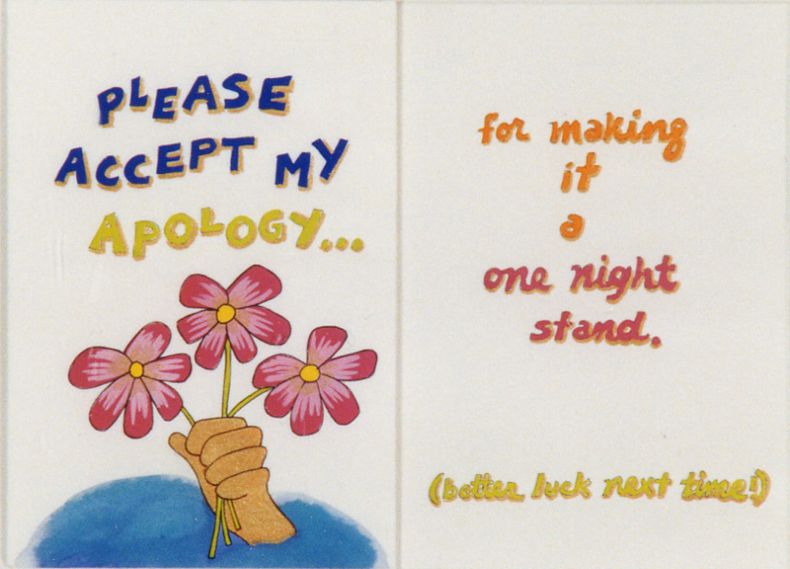 PLEASE
ACCEPT MY
APOLOGY...
for making
it
a
one night
stand.
(better luck next time!)